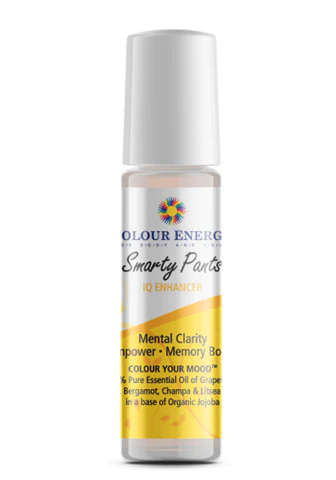 OLOUR ENERG
Smarty Pants
IQ ENHANCER
Mental Clarity
npower • Memory Bo
COLOUR YOUR MOOD™
% Pure Essential Oil of Grape
Bergamot, Champa & Litsea
in a base of Organic Jojoba